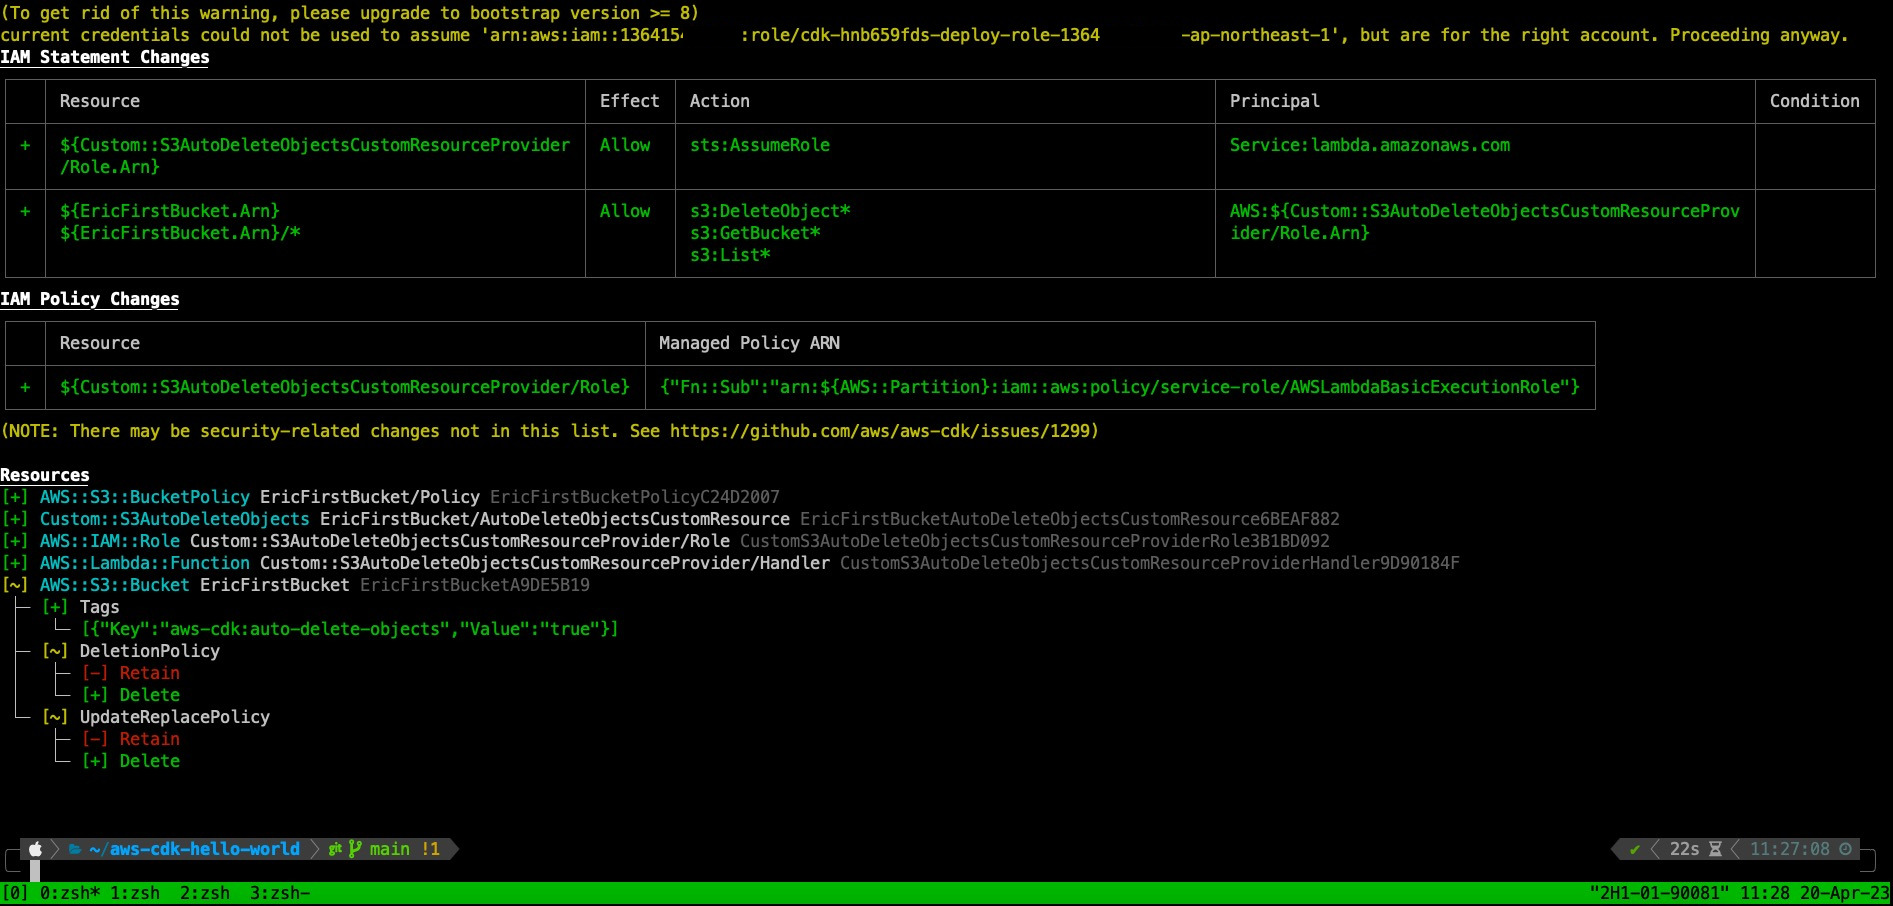 (To get rid of this warning, please upgrade to bootstrap version >= 8)
current credentials could not be used to assume 'arn:aws:iam::1364154 :role/cdk-hnb659fds-deploy-role-1364 -ap-northeast-1', but are for the right account. Proceeding anyway.
IAM Statement Changes
Resource Effect Action Principal Condition
+ ${Custom::S3AutoDeleteObjectsCustomResourceProvider Allow sts:AssumeRole Service:lambda.amazonaws.com
/Role.Arn}
+ ${EricFirstBucket.Arn} Allow s3:DeleteObject* AWS:${Custom::S3AutoDeleteObjectsCustomResourceProv
${EricFirstBucket.Arn}/* s3:GetBucket* ider/Role.Arn}
s3:List*
IAM Policy Changes
Resource Managed Policy ARN
+ ${Custom::S3AutoDeleteObjectsCustomResourceProvider/Role} {"Fn::Sub":"arn:${AWS::Partition}:iam::aws:policy/service-role/AWSLambdaBasicExecutionRole"}
(NOTE: There may be security-related changes not in this list. See https://github.com/aws/aws-cdk/issues/1299)
Resources
[+] AWS::S3::BucketPolicy EricFirstBucket/Policy EricFirstBucketPolicyC24D2007
[+] Custom::S3AutoDeleteObjects EricFirstBucket/AutoDeleteObjectsCustomResource EricFirstBucketAutoDeleteObjectsCustomResource6BEAF882
[+] AWS::IAM::Role Custom::S3AutoDeleteObjectsCustomResourceProvider/Role CustomS3AutoDeleteObjectsCustomResourceProviderRole3B1BD092
[+] AWS::Lambda::Function Custom::S3AutoDeleteObjectsCustomResourceProvider/Handler CustomS3AutoDeleteObjectsCustomResourceProviderHandler9D90184F
[~] AWS::S3::Bucket EricFirstBucket EricFirstBucketA9DE5B19
├─ [+] Tags
└─ [{"Key":"aws-cdk:auto-delete-objects","Value":"true"}]
├─ [~] DeletionPolicy
├─ [-] Retain
└─ [+] Delete
└─ [~] UpdateReplacePolicy
├─ [-] Retain
└─ [+] Delete
~/aws-cdk-hello-world git main !1 ✔ 22s 11:27:08
[0] 0:zsh* 1:zsh 2:zsh 3:zsh- "2H1-01-90081" 11:28 20-Apr-23